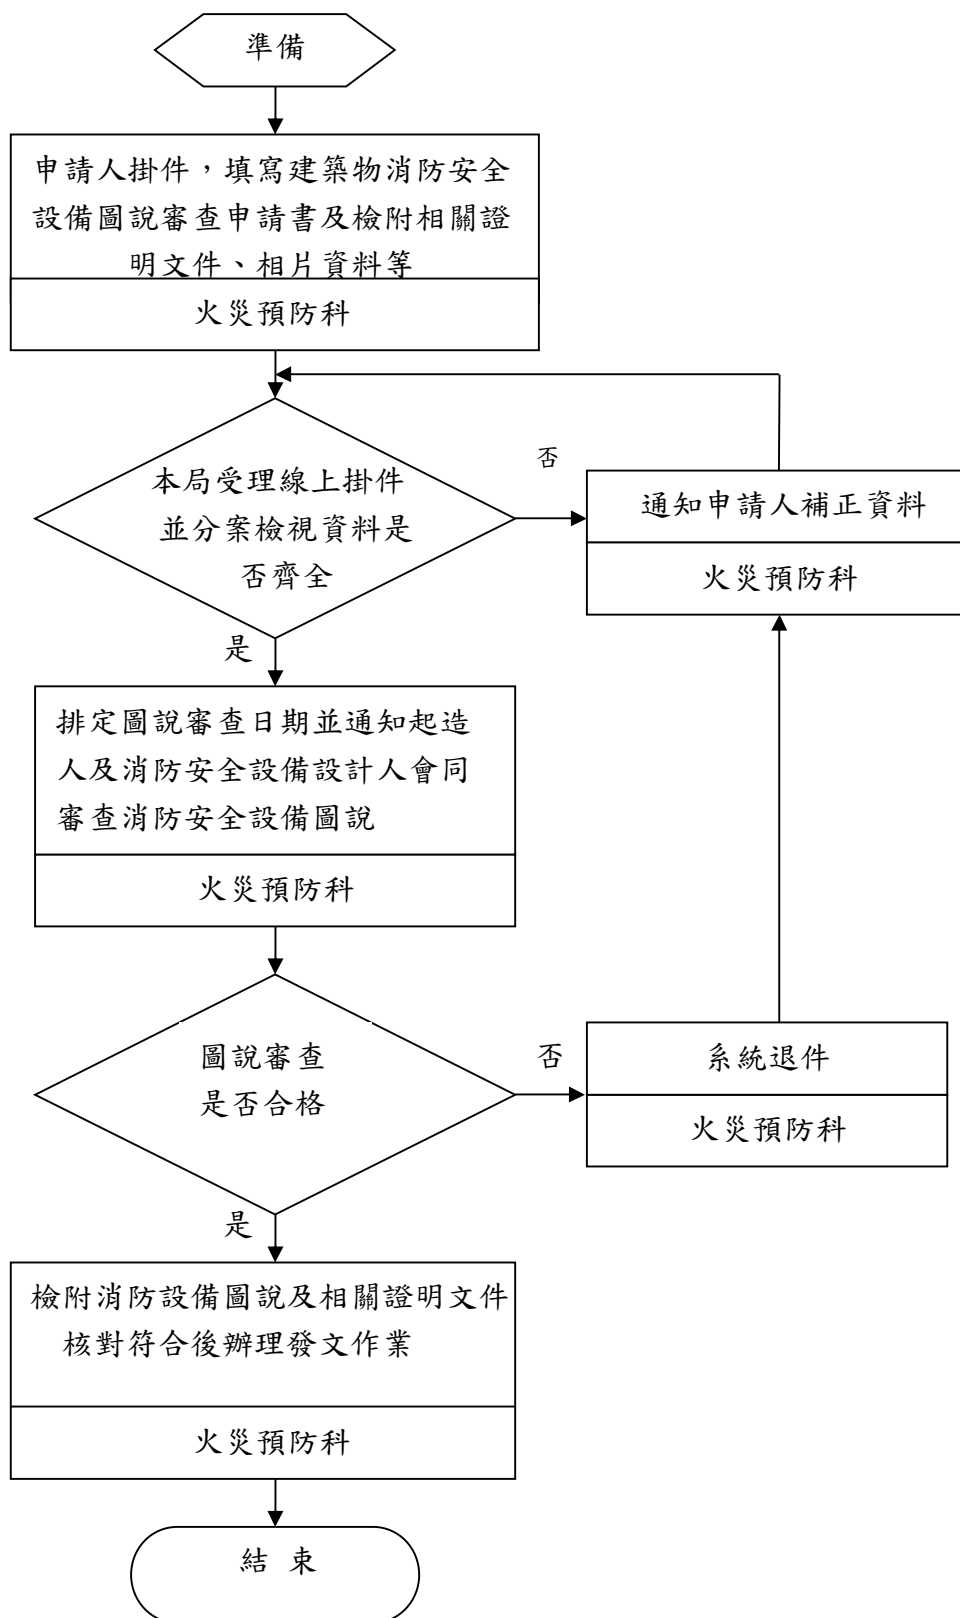 準備
申請人掛件，填寫建築物消防安全
設備圖說審查申請書及檢附相關證
明文件、相片資料等
火災預防科
本局受理線上掛件
並分案檢視資料是
否齊全
否
通知申請人補正資料
火災預防科
是
排定圖說審查日期並通知起造
人及消防安全設備設計人會同
審查消防安全設備圖說
火災預防科
圖說審查
是否合格
否
系統退件
火災預防科
是
檢附消防設備圖說及相關證明文件
核對符合後辦理發文作業
火災預防科
結 束